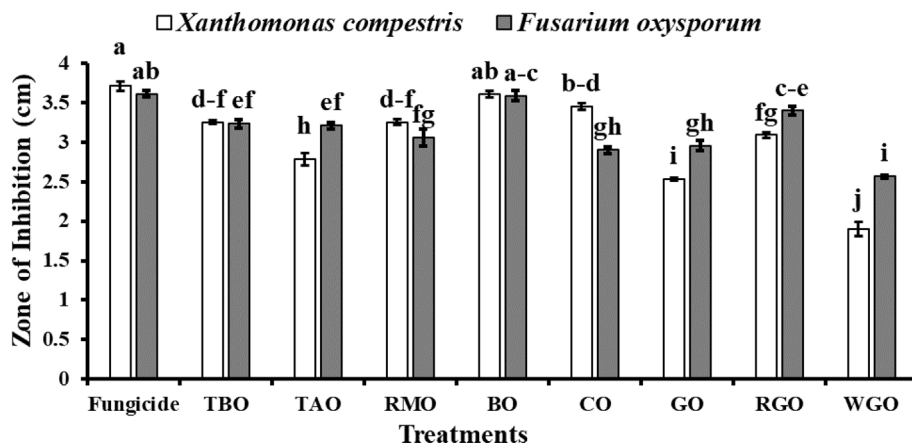 Xanthomonas compestris Fusarium oxysporum
Zone of Inhibition (cm)
4
3.5
3
2.5
2
1.5
1
0.5
0
a ab d-f ef h ef d-f fg ab a-c b-d gh i gh fg c-e j i
Fungicide TBO TAO RMO BO CO GO RGO WGO
Treatments